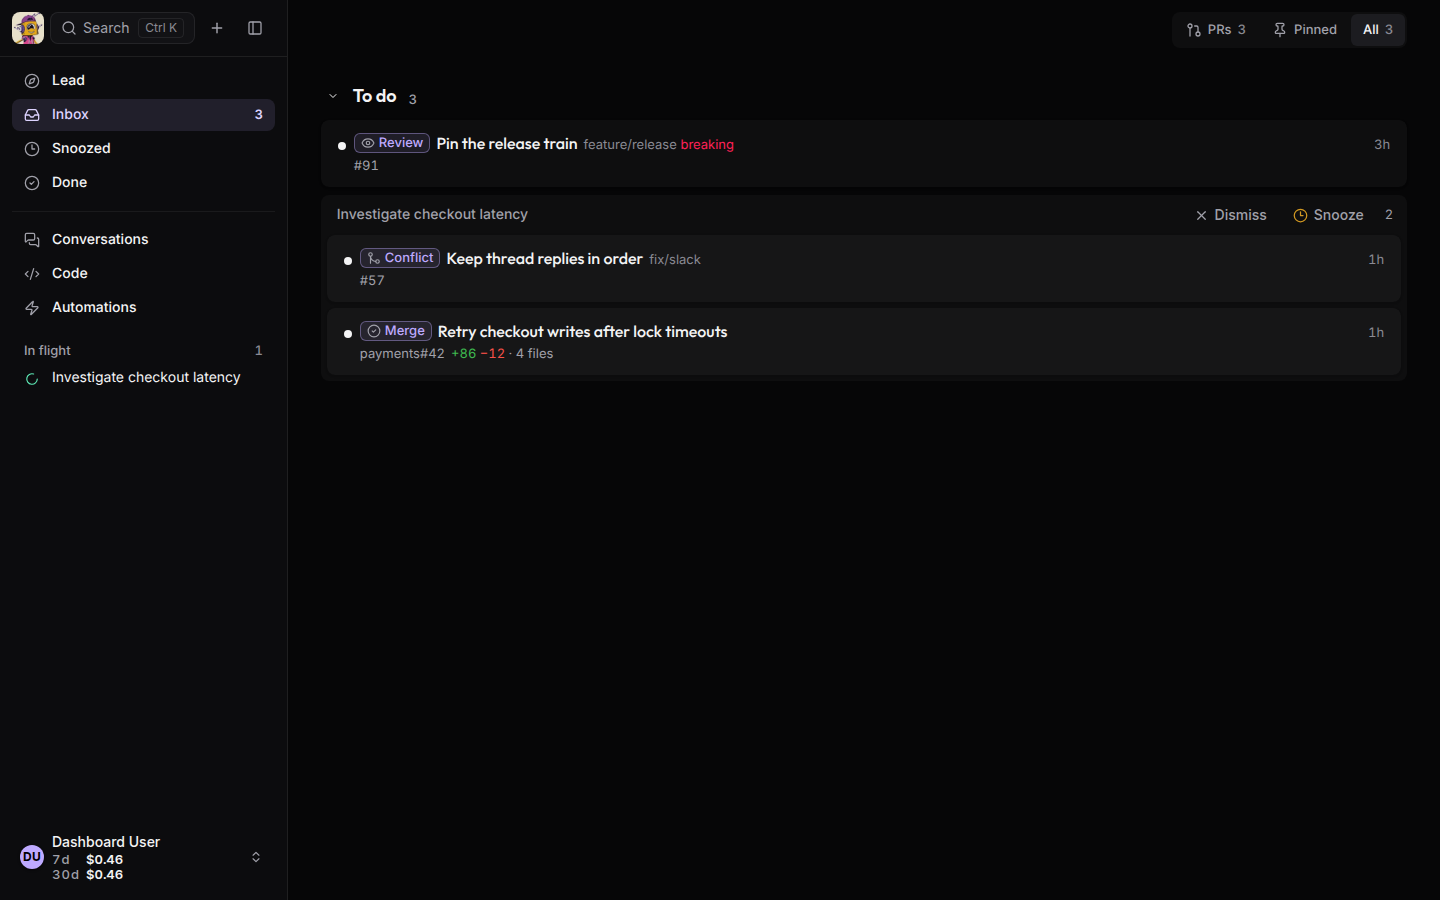 Search Ctrl K
PRs 3 Pinned All 3
Lead
Inbox 3
Snoozed
Done
Conversations
Code
Automations
In flight 1
Investigate checkout latency
Dashboard User
DU
7d $0.46
30d $0.46
To do 3
Review Pin the release train feature/release breaking 3h
#91
Investigate checkout latency Dismiss Snooze 2
Conflict Keep thread replies in order fix/slack 1h
#57
Merge Retry checkout writes after lock timeouts 1h
payments#42 +86 −12 · 4 files